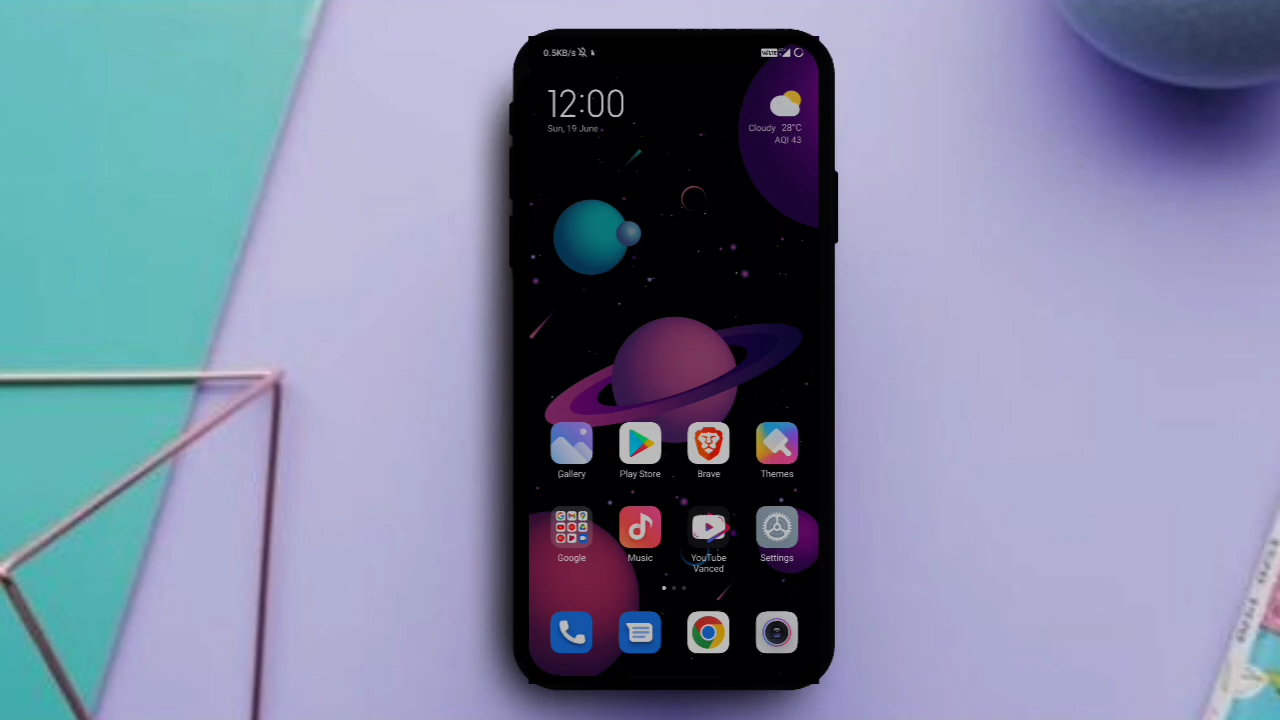 0.5KB/s
12:00
Sun, 19 June
Cloudy 28°C
AQI 43
Gallery
Play Store
Brave
Themes
Google
Music
YouTube
Vanced
Settings